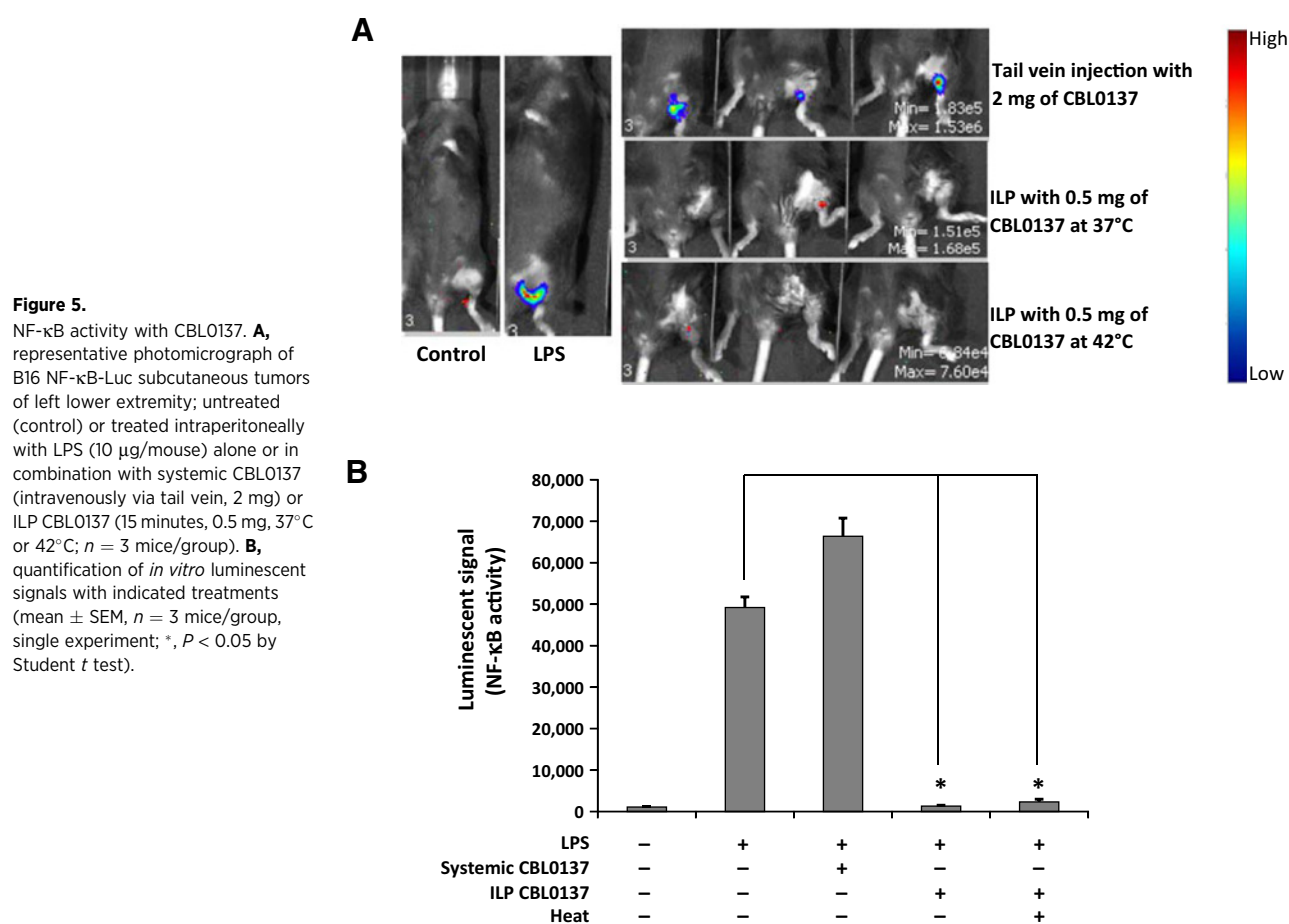 Figure 5.
NF-κB activity with CBL0137. A,
representative photomicrograph of
B16 NF-κB-Luc subcutaneous tumors
of left lower extremity; untreated
(control) or treated intraperitoneally
with LPS (10 μg/mouse) alone or in
combination with systemic CBL0137
(intravenously via tail vein, 2 mg) or
ILP CBL0137 (15 minutes, 0.5 mg, 37°C
or 42°C; n = 3 mice/group). B,
quantification of in vitro luminescent
signals with indicated treatments
(mean ± SEM, n = 3 mice/group,
single experiment; *, P < 0.05 by
Student t test).
A
3
Control
3
LPS
3
Min= 1.83e5
Max= 1.53e6
Tail vein injection with
2 mg of CBL0137
3
Min= 1.51e5
Max= 1.68e5
ILP with 0.5 mg of
CBL0137 at 37°C
3
Max= 7.60e4
ILP with 0.5 mg of
CBL0137 at 42°C
High
Low
B
Luminescent signal
(NF-κB activity)
80,000
70,000
60,000
50,000
40,000
30,000
20,000
10,000
0
* *
LPS – + + + +
Systemic CBL0137 – – + – –
ILP CBL0137 – – – + +
Heat – – – – +